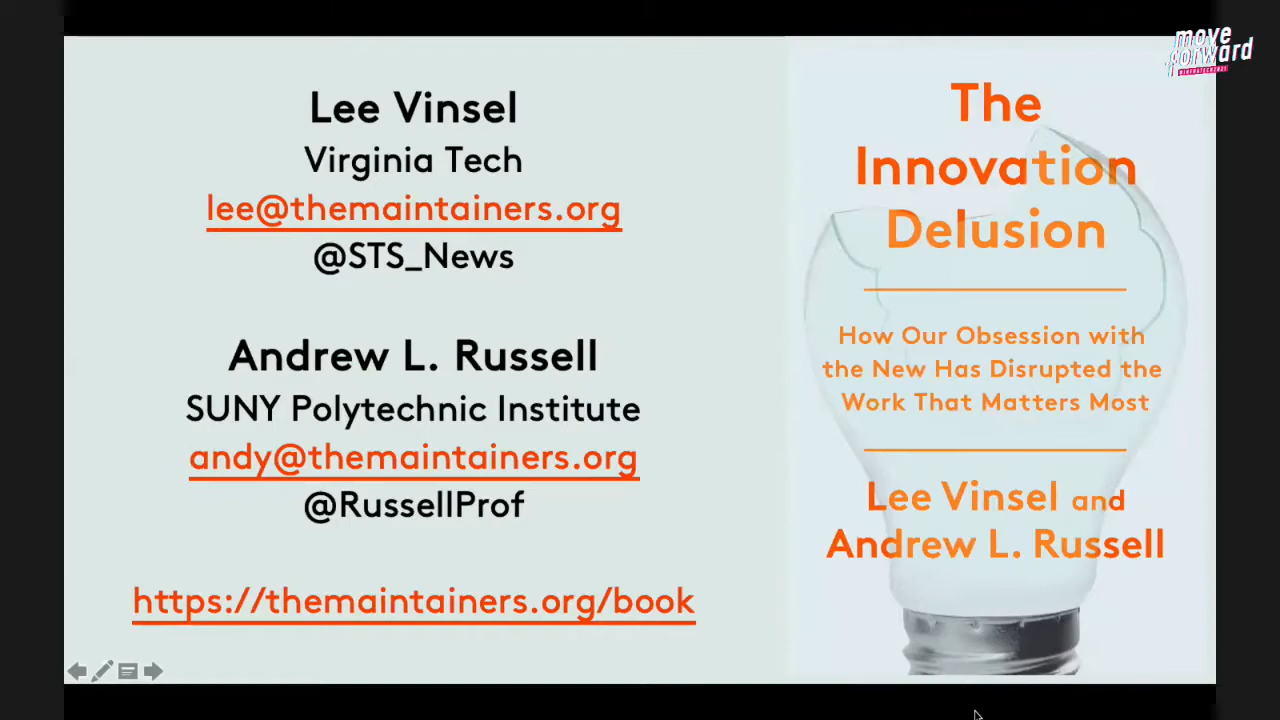 Lee Vinsel
Virginia Tech
lee@themaintainers.org
@STS_News
Andrew L. Russell
SUNY Polytechnic Institute
andy@themaintainers.org
@RussellProf
https://themaintainers.org/book
The
Innovation
Delusion
How Our Obsession with
the New Has Disrupted the
Work That Matters Most
Lee Vinsel and
Andrew L. Russell
move
forward